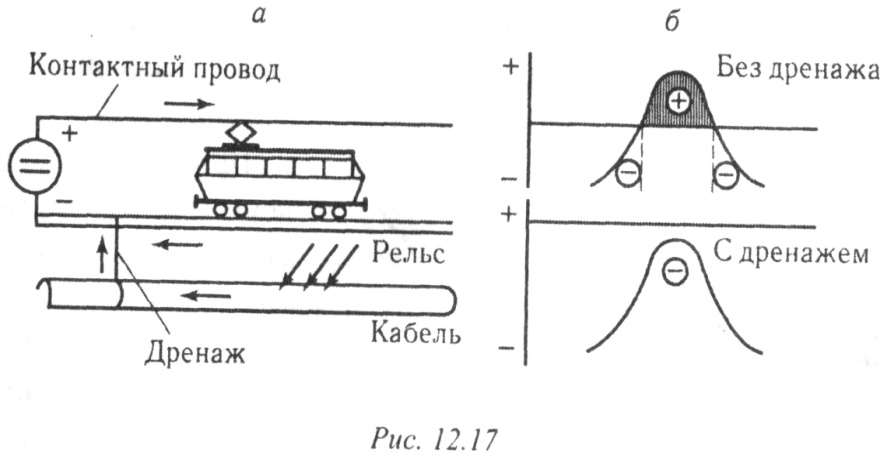 а
Контактный провод
+
−
Рельс
Кабель
Дренаж
б
+
Без дренажа
+
−
−
−
+
С дренажем
−
−
Рис. 12.17